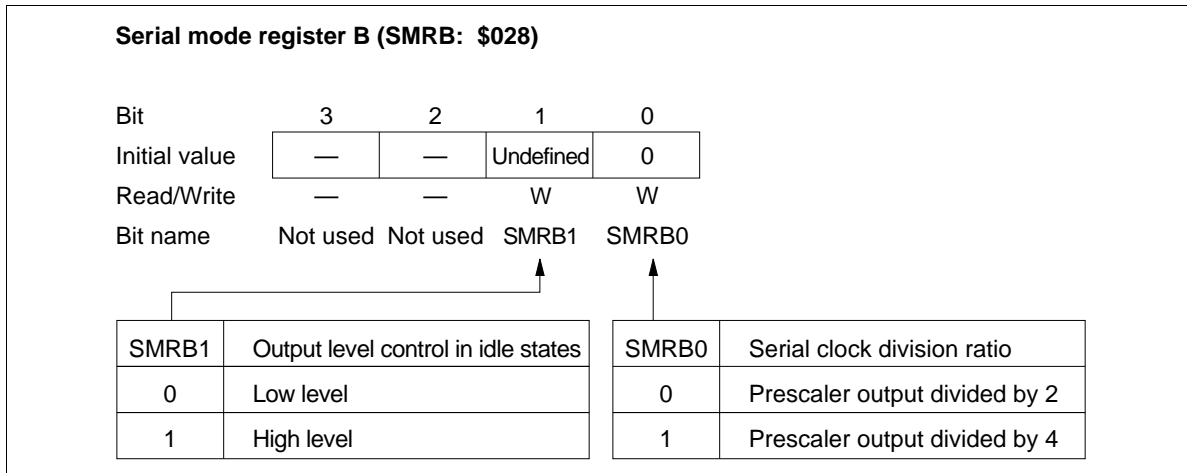 Serial mode register B (SMRB: $028)
Bit 3 2 1 0
Initial value — — Undefined 0
Read/Write — — W W
Bit name Not used Not used SMRB1 SMRB0
SMRB1 Output level control in idle states
0 Low level
1 High level
SMRB0 Serial clock division ratio
0 Prescaler output divided by 2
1 Prescaler output divided by 4